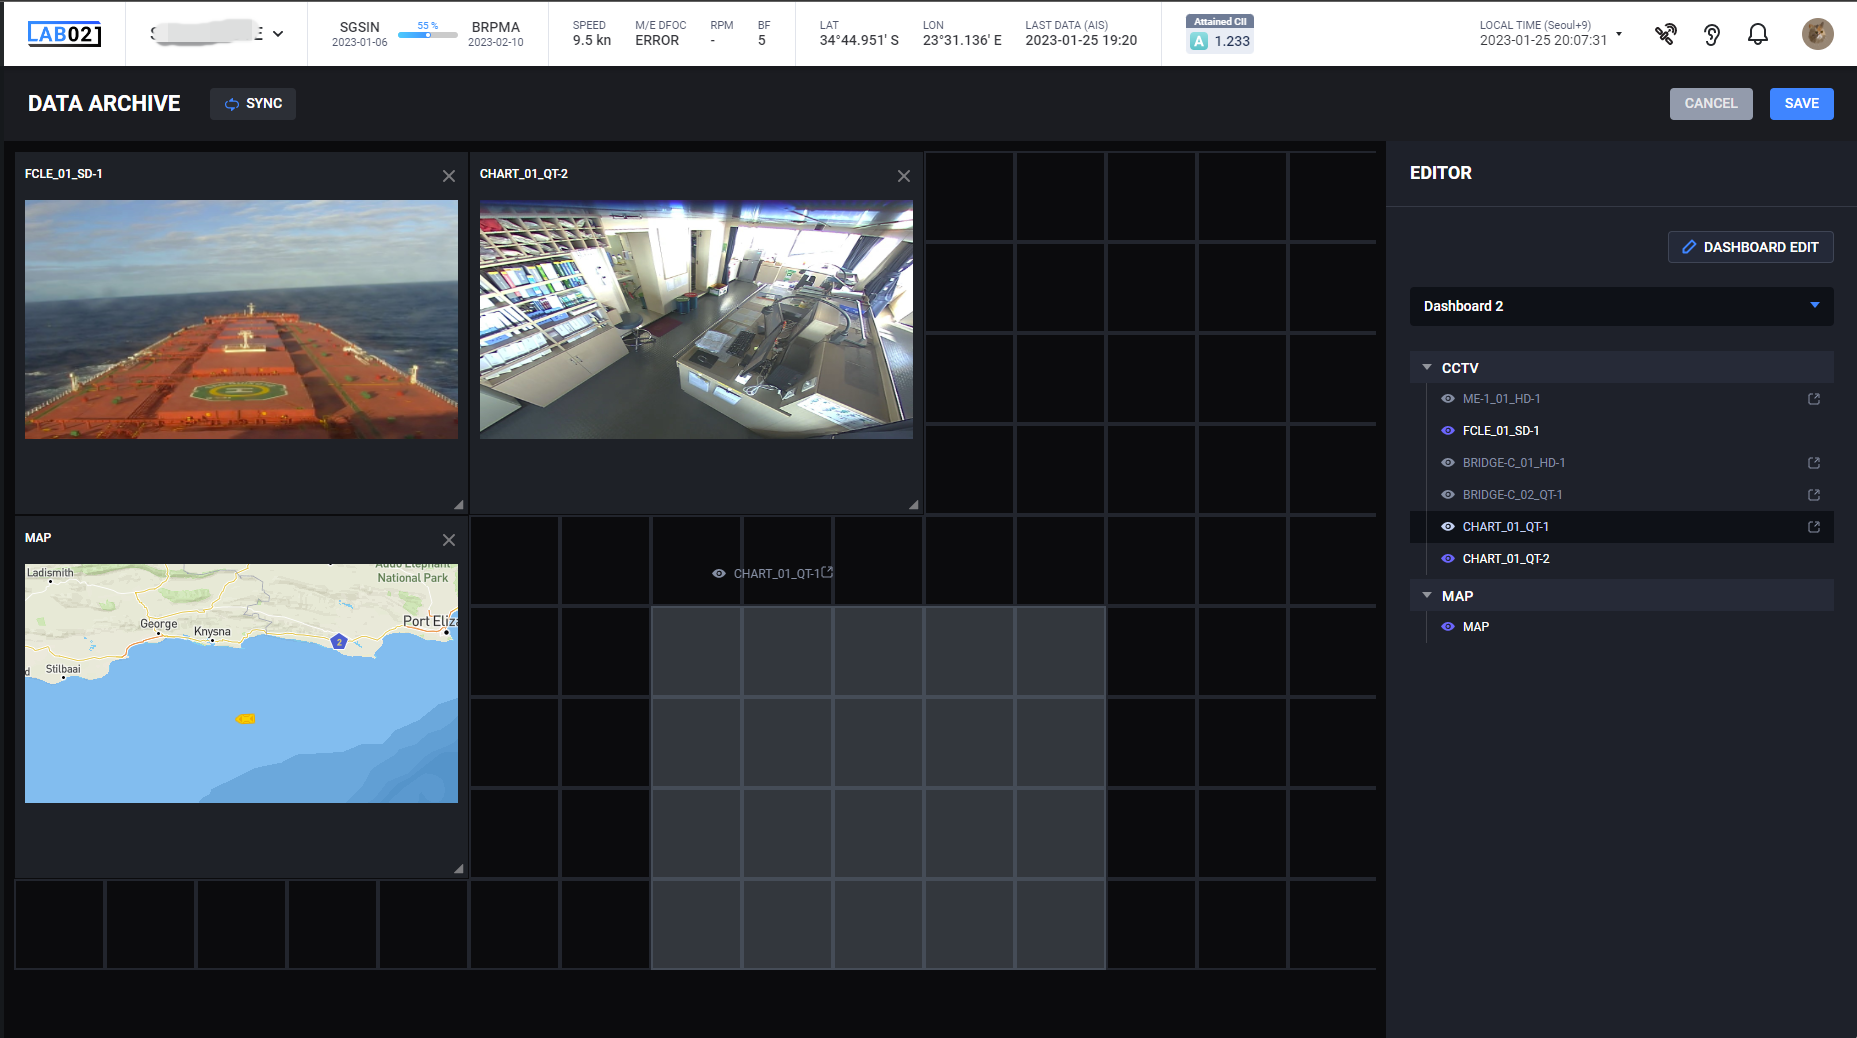 LAB021
SGSIN
2023-01-06
55 %
BRPMA
2023-02-10
SPEED
9.5 kn
M/E DFOC
ERROR
RPM
-
BF
5
LAT
34°44.951' S
LON
23°31.136' E
LAST DATA (AIS)
2023-01-25 19:20
Attained CII
A 1.233
LOCAL TIME (Seoul+9)
2023-01-25 20:07:31
DATA ARCHIVE
SYNC
CANCEL
SAVE
FCLE_01_SD-1
CHART_01_QT-2
MAP
Ladismith
National Park
George
Knysna
2
Port Eliza
Stilbaai
CHART_01_QT-1
EDITOR
DASHBOARD EDIT
Dashboard 2
CCTV
ME-1_01_HD-1
FCLE_01_SD-1
BRIDGE-C_01_HD-1
BRIDGE-C_02_QT-1
CHART_01_QT-1
CHART_01_QT-2
MAP
MAP